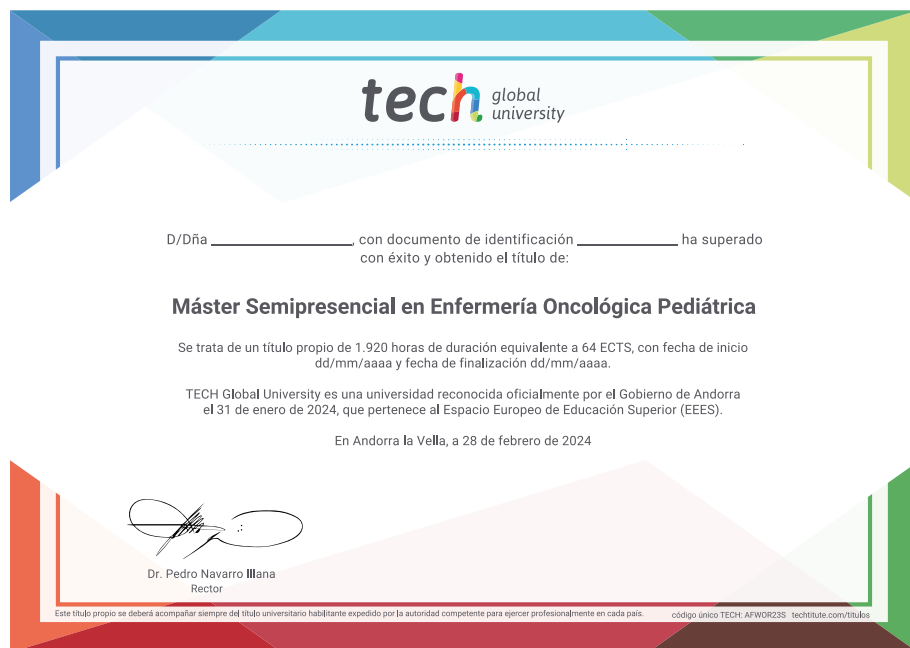 tech global
university
D/Dña ______________, con documento de identificación __________ ha superado
con éxito y obtenido el título de:
Máster Semipresencial en Enfermería Oncológica Pediátrica
Se trata de un título propio de 1.920 horas de duración equivalente a 64 ECTS, con fecha de inicio
dd/mm/aaaa y fecha de finalización dd/mm/aaaa.
TECH Global University es una universidad reconocida oficialmente por el Gobierno de Andorra
el 31 de enero de 2024, que pertenece al Espacio Europeo de Educación Superior (EEES).
En Andorra la Vella, a 28 de febrero de 2024
Dr. Pedro Navarro Illana
Rector
Este título propio se deberá acompañar siempre del título universitario habilitante expedido por la autoridad competente para ejercer profesionalmente en cada país.
código único TECH: AFWOR23S techtitute.com/titulos